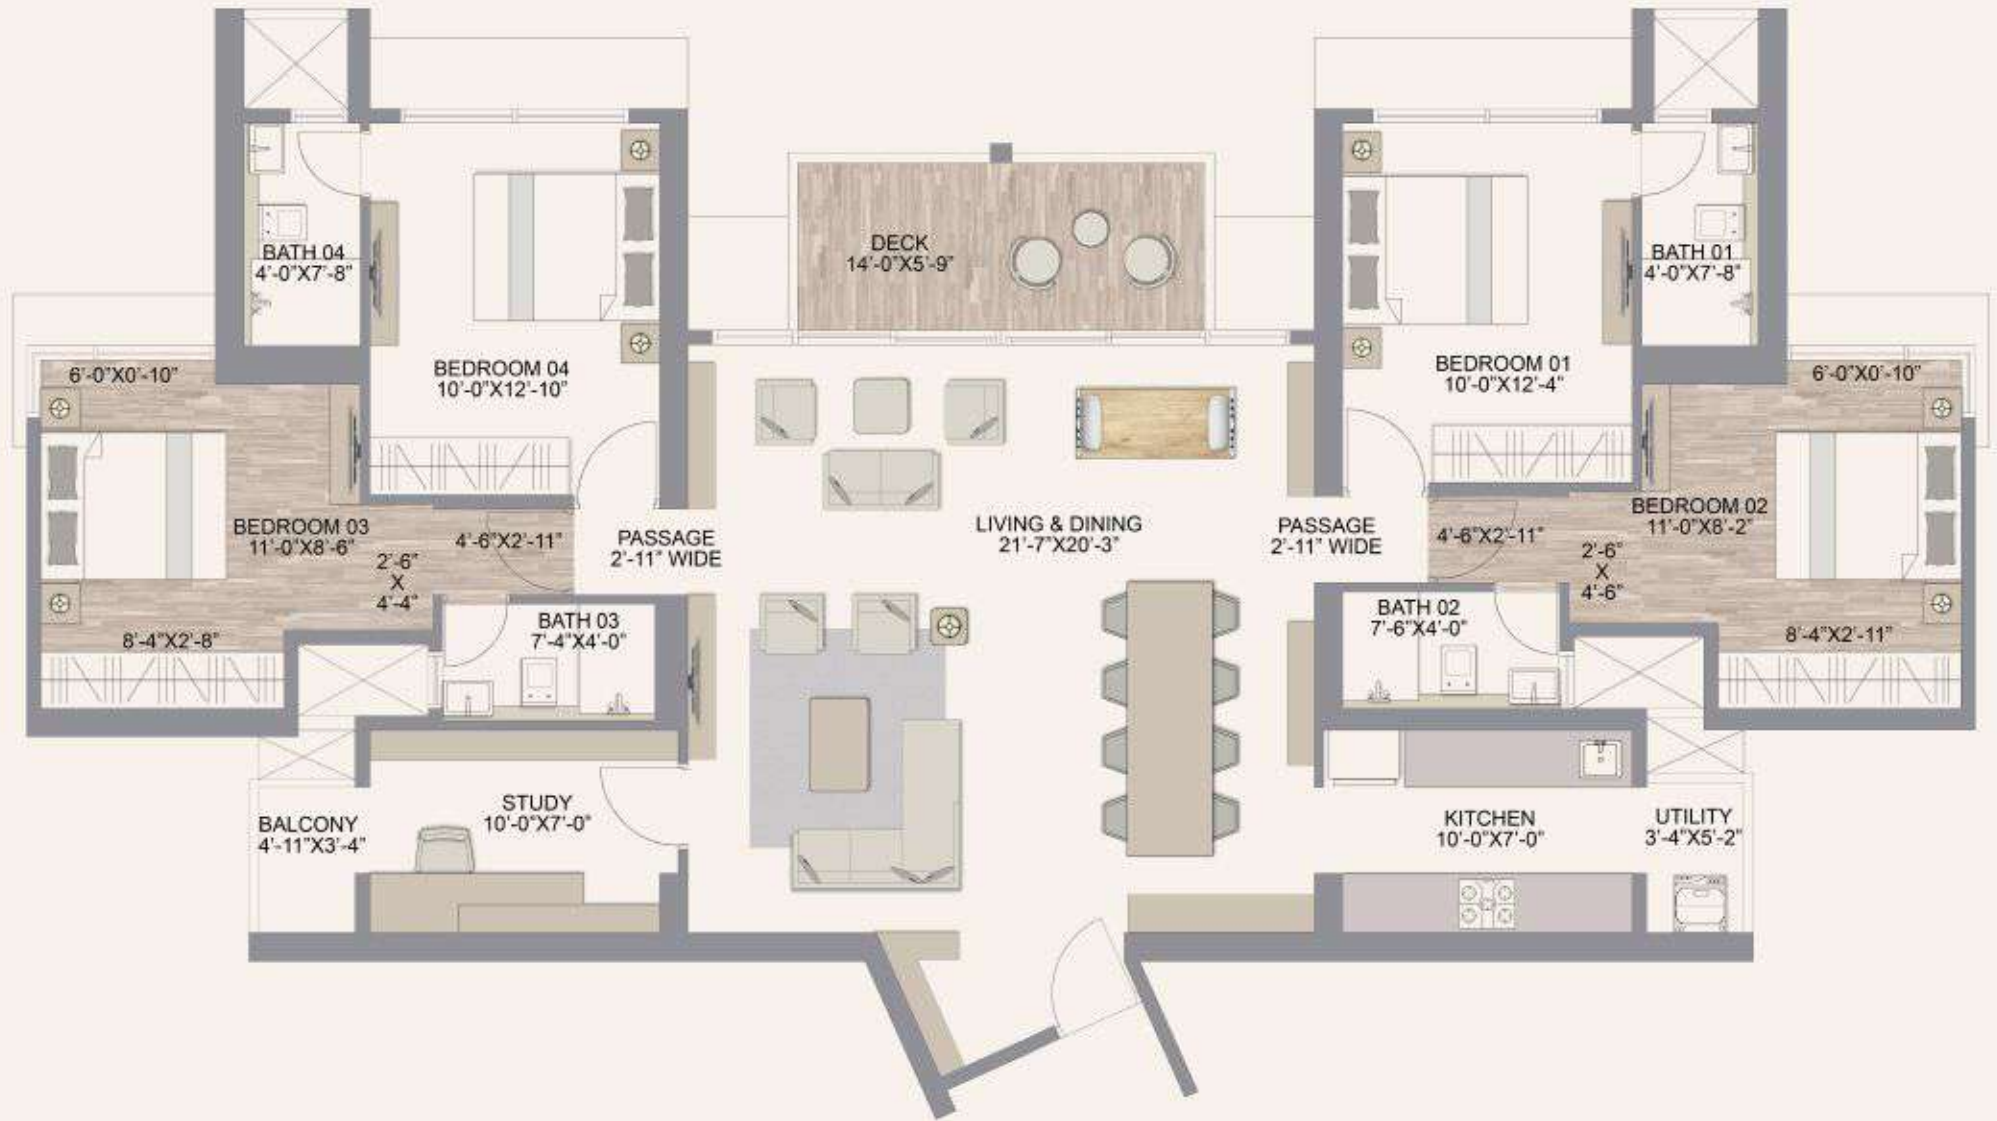 BATH 04
4'-0"X7'-8"
DECK
14'-0"X5'-9"
BATH 01
4'-0"X7'-8"
6'-0"X0'-10"
BEDROOM 04
10'-0"X12'-10"
BEDROOM 01
10'-0"X12'-4"
6'-0"X0'-10"
BEDROOM 03
11'-0"X8'-6"
2'-6"
X
4'-4"
4'-6"X2'-11"
PASSAGE
2'-11" WIDE
LIVING & DINING
21'-7"X20'-3"
PASSAGE
2'-11" WIDE
4'-6"X2'-11"
2'-6"
X
4'-6"
BEDROOM 02
11'-0"X8'-2"
8'-4"X2'-8"
BATH 03
7'-4"X4'-0"
BATH 02
7'-6"X4'-0"
8'-4"X2'-11"
BALCONY
4'-11"X3'-4"
STUDY
10'-0"X7'-0"
KITCHEN
10'-0"X7'-0"
UTILITY
3'-4"X5'-2"